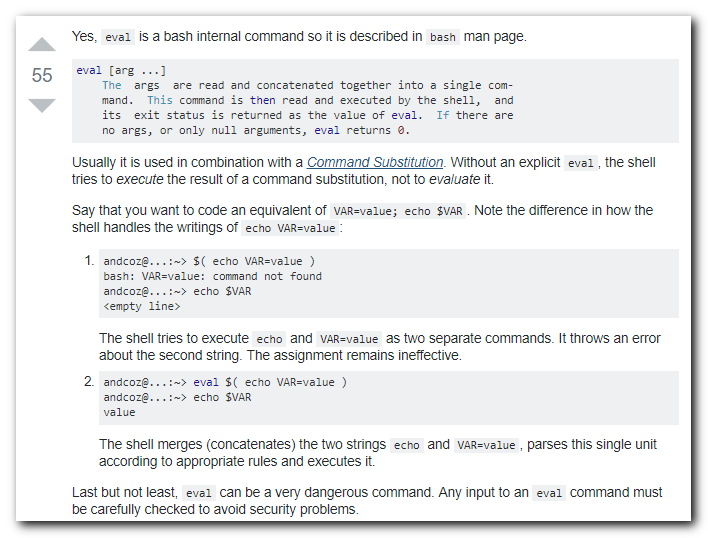 Yes, eval is a bash internal command so it is described in bash man page.
55
eval [arg ...]
The args are read and concatenated together into a single com-
mand. This command is then read and executed by the shell, and
its exit status is returned as the value of eval. If there are
no args, or only null arguments, eval returns 0.
Usually it is used in combination with a Command Substitution. Without an explicit eval, the shell
tries to execute the result of a command substitution, not to evaluate it.
Say that you want to code an equivalent of VAR=value; echo $VAR. Note the difference in how the
shell handles the writings of echo VAR=value:
1. andcoz@...:~> $( echo VAR=value )
bash: VAR=value: command not found
andcoz@...:~> echo $VAR
<empty line>
The shell tries to execute echo and VAR=value as two separate commands. It throws an error
about the second string. The assignment remains ineffective.
2. andcoz@...:~> eval $( echo VAR=value )
andcoz@...:~> echo $VAR
value
The shell merges (concatenates) the two strings echo and VAR=value, parses this single unit
according to appropriate rules and executes it.
Last but not least, eval can be a very dangerous command. Any input to an eval command must
be carefully checked to avoid security problems.